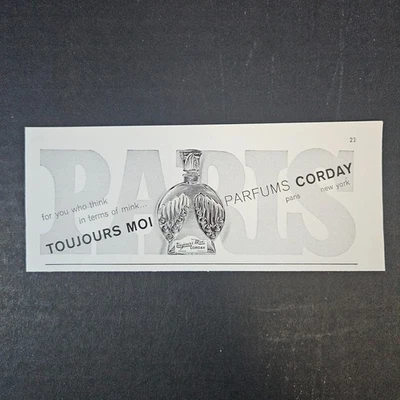 23
PARIS
for you who think
in terms of mink...
TOUJOURS MOI
PARFUMS CORDAY
paris new york
Toujours Moi
CORDAY